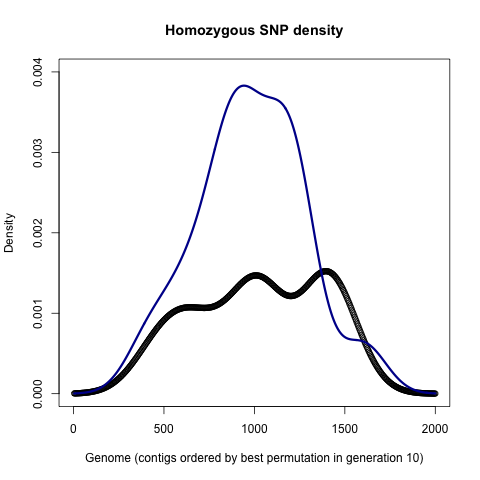 Homozygous SNP density
Density
0.004
0.003
0.002
0.001
0.000
0 500 1000 1500 2000
Genome (contigs ordered by best permutation in generation 10)